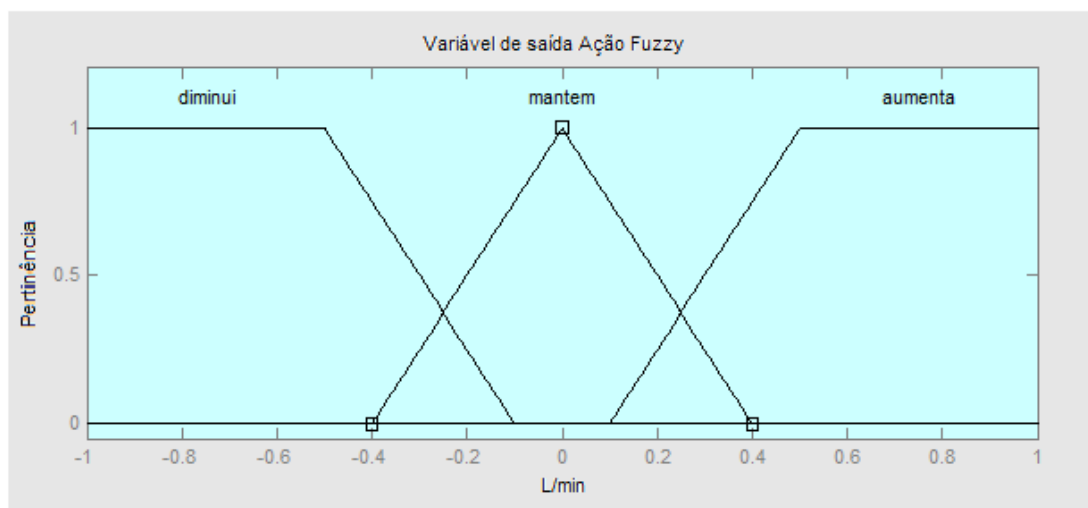 Variável de saída Ação Fuzzy
diminui mantem aumenta
1
0.5
0
Pertinência
-1 -0.8 -0.6 -0.4 -0.2 0 0.2 0.4 0.6 0.8 1
L/min